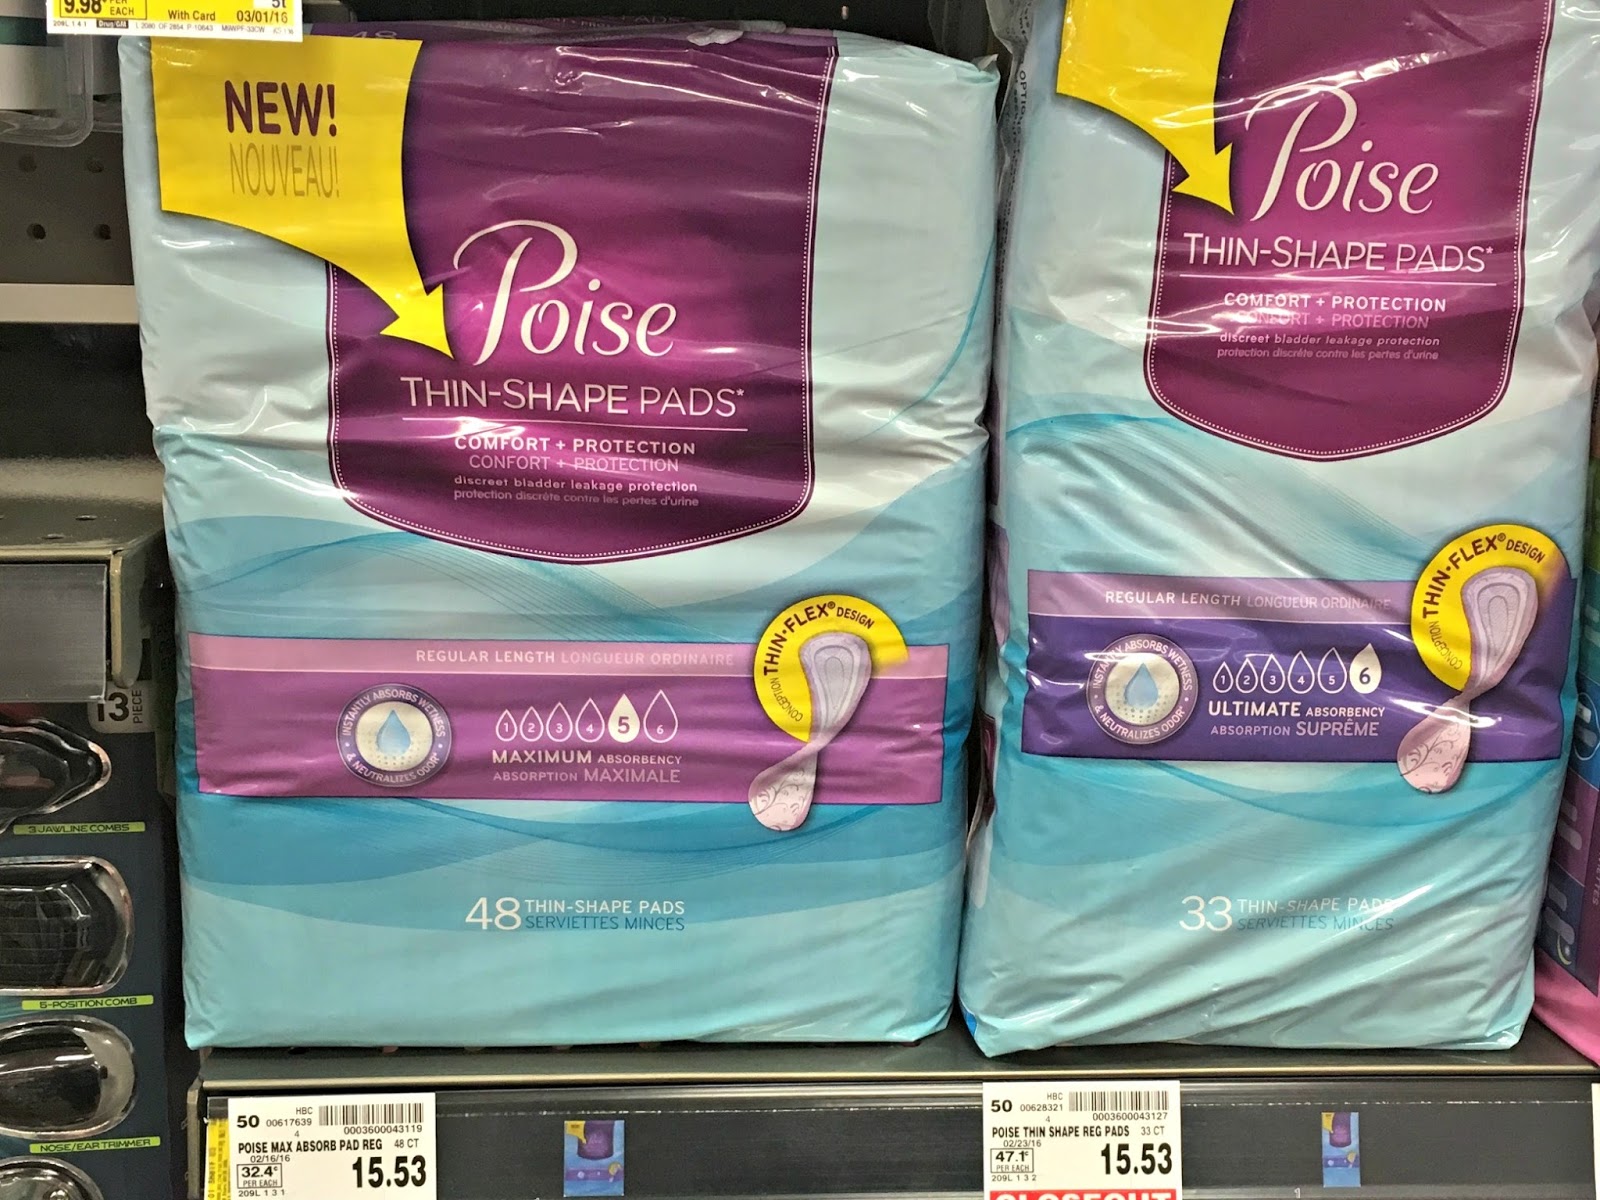 9.98 PER EACH
With Card 03/01/16
NEW!
NOUVEAU!
Poise
THIN-SHAPE PADS*
COMFORT + PROTECTION
CONFORT + PROTECTION
discreet bladder leakage protection
protection discrète contre les pertes d'urine
THIN-FLEX® DESIGN
CONCEPTION
REGULAR LENGTH LONGUEUR ORDINAIRE
INSTANTLY ABSORBS WETNESS
& NEUTRALIZES ODOR
1 2 3 4 5 6
MAXIMUM ABSORBENCY
ABSORPTION MAXIMALE
48 THIN-SHAPE PADS
SERVIETTES MINCES
Poise
THIN-SHAPE PADS*
COMFORT + PROTECTION
CONFORT + PROTECTION
discreet bladder leakage protection
protection discrète contre les pertes d'urine
THIN-FLEX® DESIGN
CONCEPTION
REGULAR LENGTH LONGUEUR ORDINAIRE
INSTANTLY ABSORBS WETNESS
& NEUTRALIZES ODOR
1 2 3 4 5 6
ULTIMATE ABSORBENCY
ABSORPTION SUPRÊME
33 THIN-SHAPE PADS
SERVIETTES MINCES
13 PIECE
3 JAWLINE COMBS
5-POSITION COMB
NOSE/EAR TRIMMER
HBC
50 00617639
4 0003600043119
POISE MAX ABSORB PAD REG 48 CT
02/16/16
32.4¢ PER EACH
15.53
209L 1 3 1
HBC
50 00628321
4 0003600043127
POISE THIN SHAPE REG PADS 33 CT
02/23/16
47.1¢ PER EACH
15.53
209L 1 3 2
CLOSEOUT